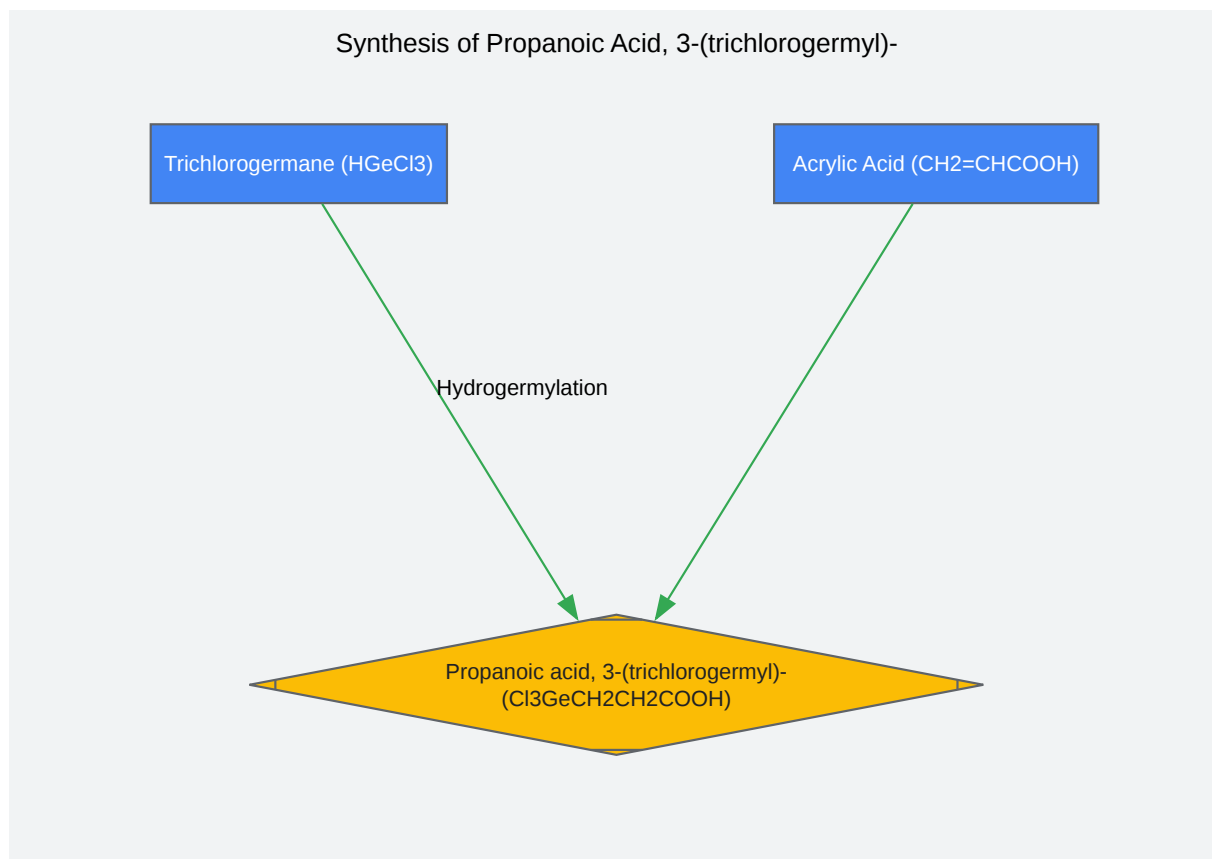 Synthesis of Propanoic Acid, 3-(trichlorogermyl)-
Trichlorogermane (HGeCl3)
Acrylic Acid (CH2=CHCOOH)
Hydrogermylation
Propanoic acid, 3-(trichlorogermyl)-
(Cl3GeCH2CH2COOH)